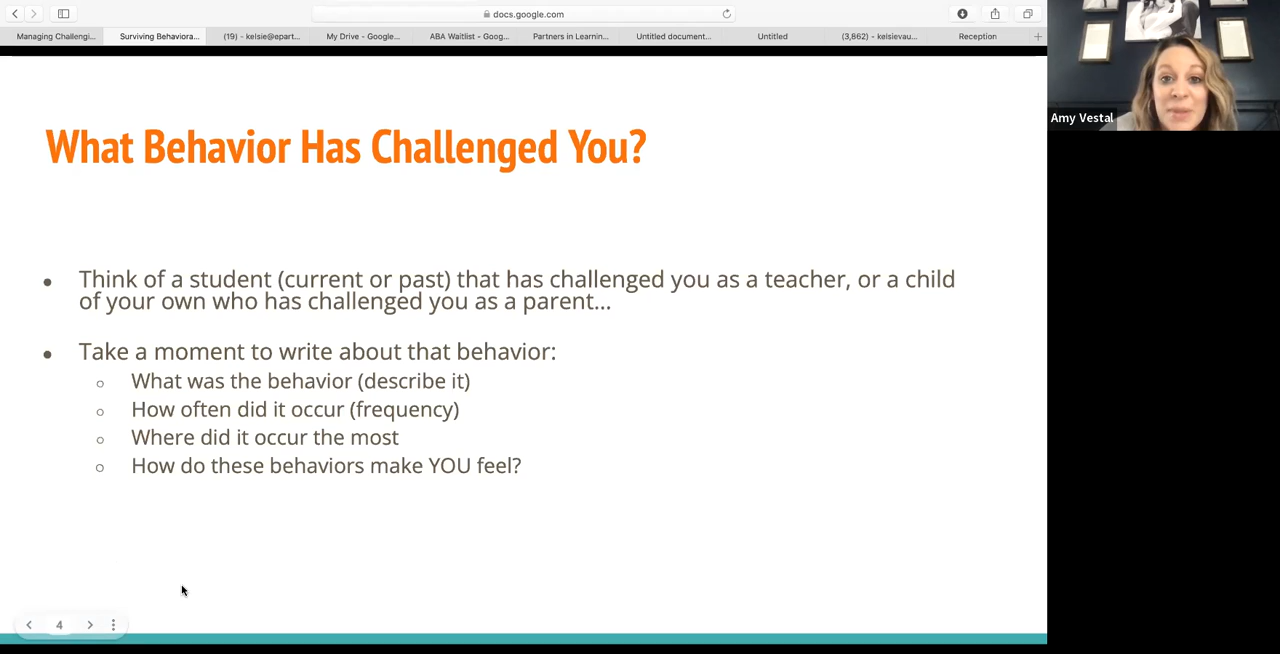 docs.google.com
Managing Challengi...
Surviving Behaviora...
(19) - kelsie@epart...
My Drive - Google...
ABA Waitlist - Goog...
Partners in Learnin...
Untitled document...
Untitled
(3,862) - kelsievau...
Reception
Amy Vestal
What Behavior Has Challenged You?
Think of a student (current or past) that has challenged you as a teacher, or a child
of your own who has challenged you as a parent...
Take a moment to write about that behavior:
What was the behavior (describe it)
How often did it occur (frequency)
Where did it occur the most
How do these behaviors make YOU feel?
4